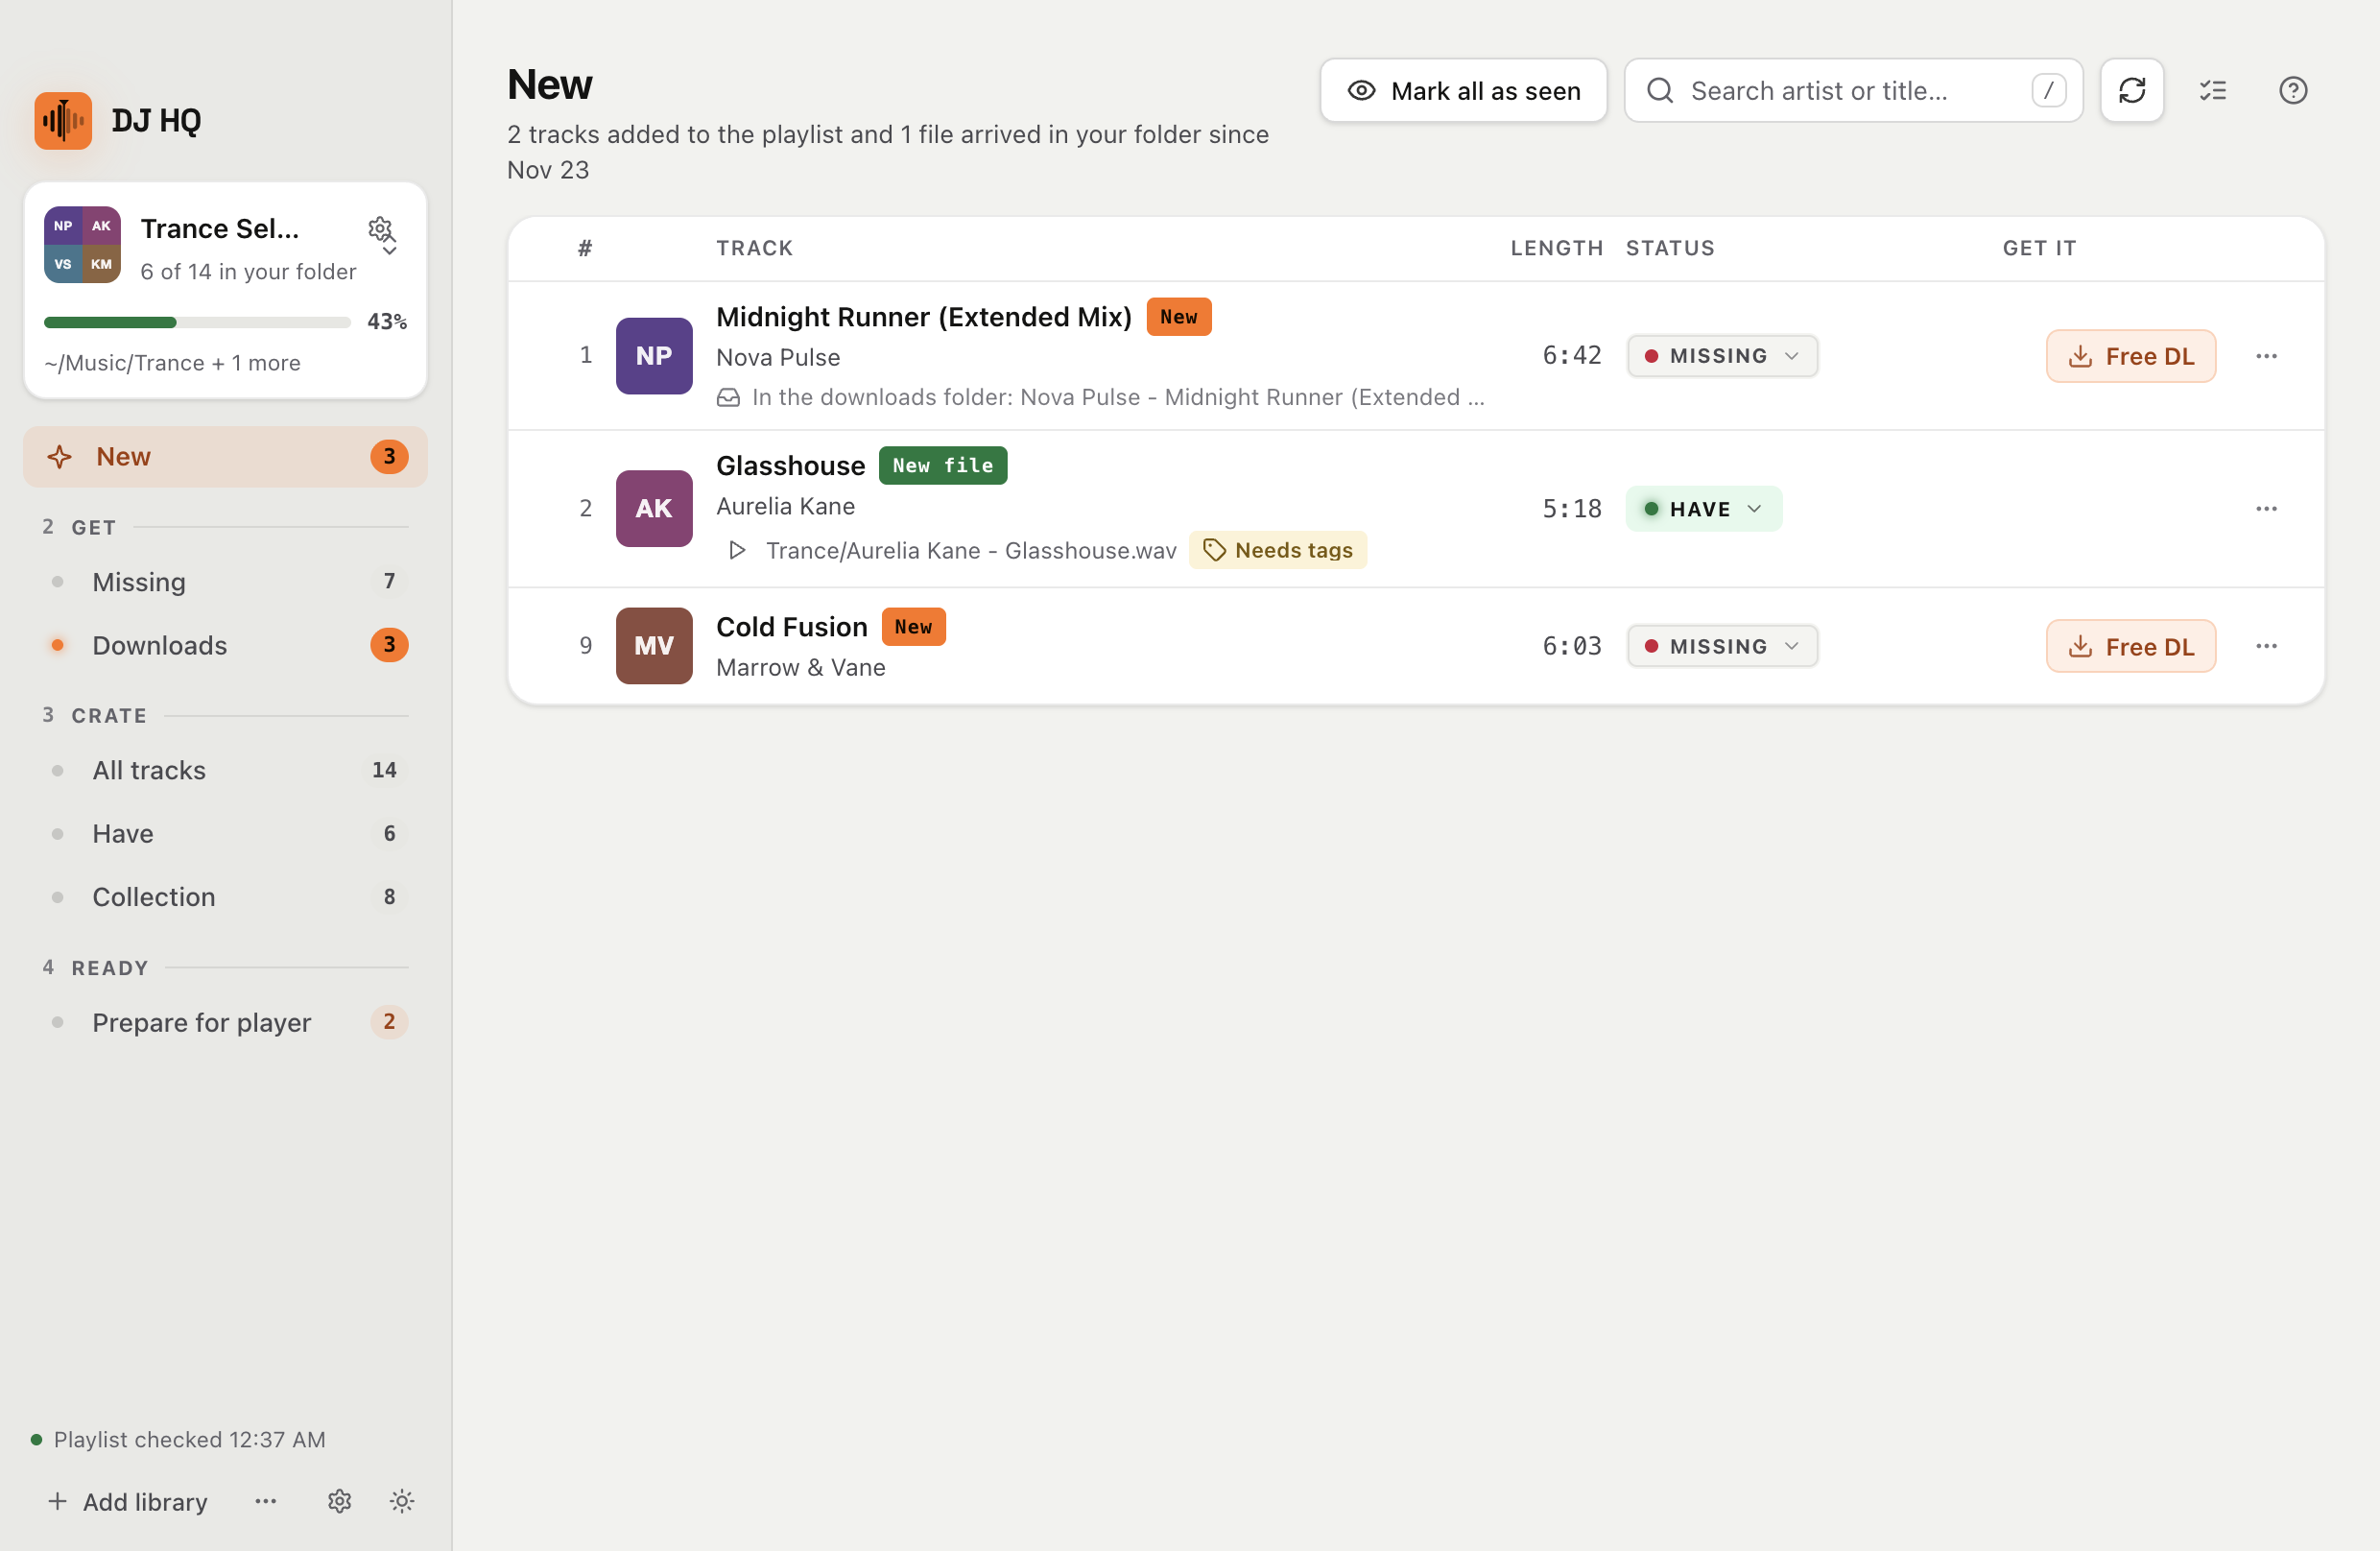 DJ HQ
NP AK
VS KM
Trance Sel...
6 of 14 in your folder
43%
~/Music/Trance + 1 more
New 3
2 GET
Missing 7
Downloads 3
3 CRATE
All tracks 14
Have 6
Collection 8
4 READY
Prepare for player 2
Playlist checked 12:37 AM
Add library
New
2 tracks added to the playlist and 1 file arrived in your folder since
Nov 23
Mark all as seen
Search artist or title... /
?
# TRACK LENGTH STATUS GET IT
1 NP Midnight Runner (Extended Mix) New 6:42 MISSING Free DL
Nova Pulse
In the downloads folder: Nova Pulse - Midnight Runner (Extended ...
2 AK Glasshouse New file 5:18 HAVE
Aurelia Kane
Trance/Aurelia Kane - Glasshouse.wav Needs tags
9 MV Cold Fusion New 6:03 MISSING Free DL
Marrow & Vane